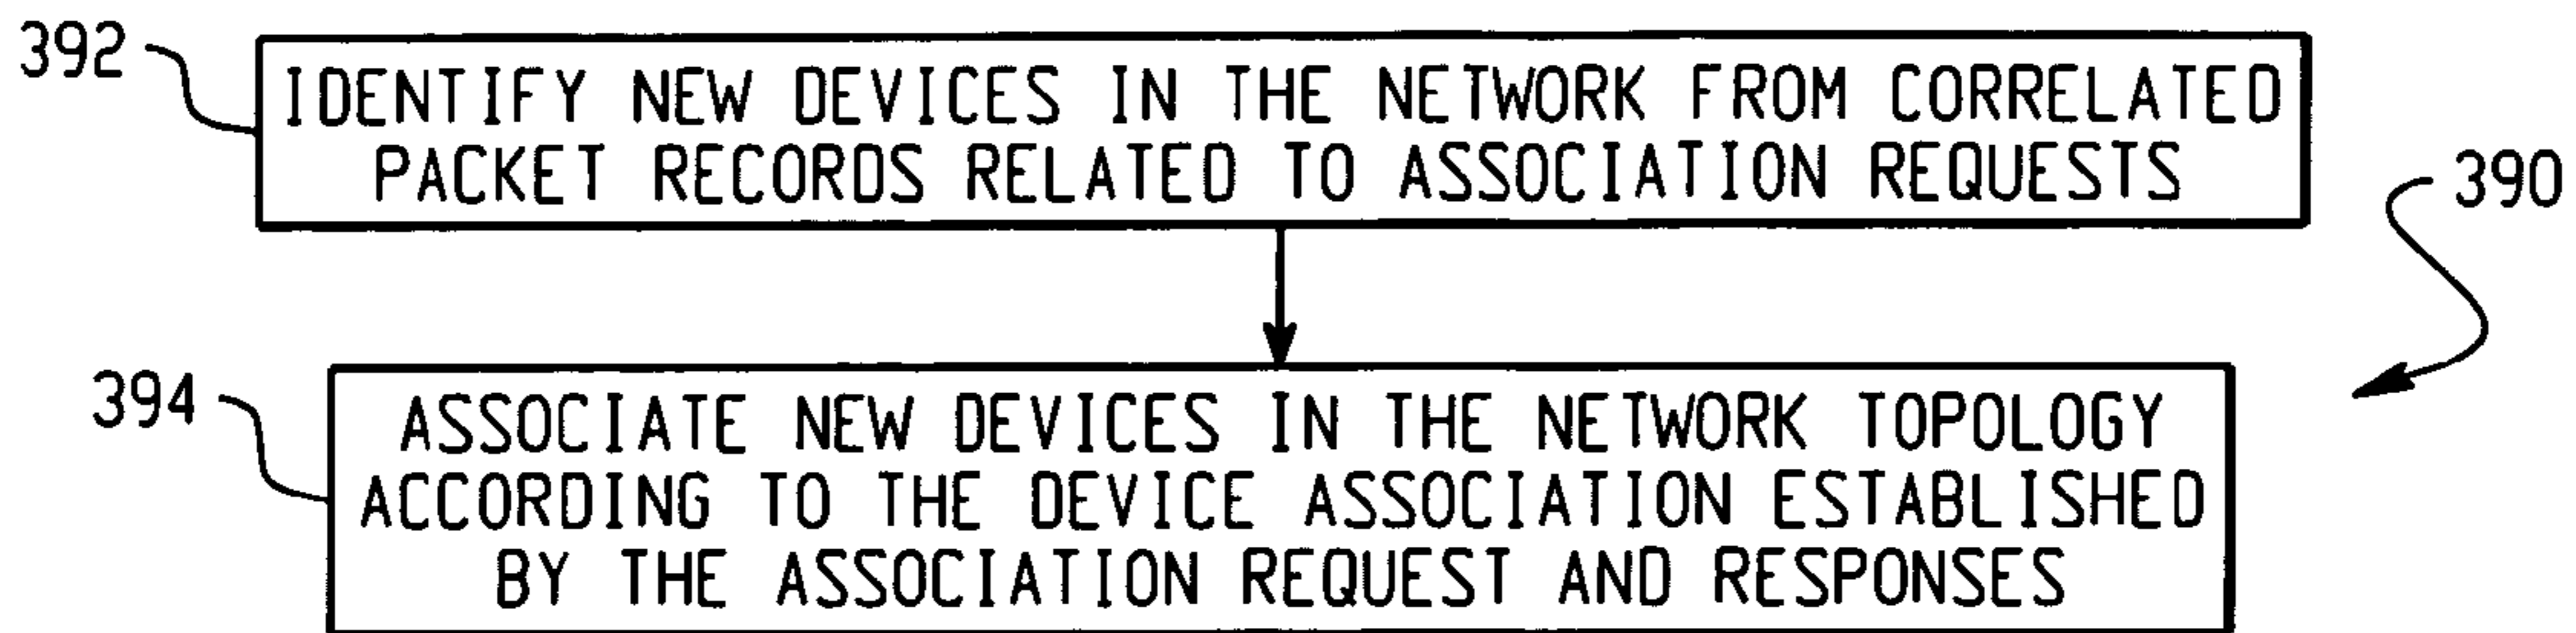 392
IDENTIFY NEW DEVICES IN THE NETWORK FROM CORRELATED
PACKET RECORDS RELATED TO ASSOCIATION REQUESTS
390
394
ASSOCIATE NEW DEVICES IN THE NETWORK TOPOLOGY
ACCORDING TO THE DEVICE ASSOCIATION ESTABLISHED
BY THE ASSOCIATION REQUEST AND RESPONSES